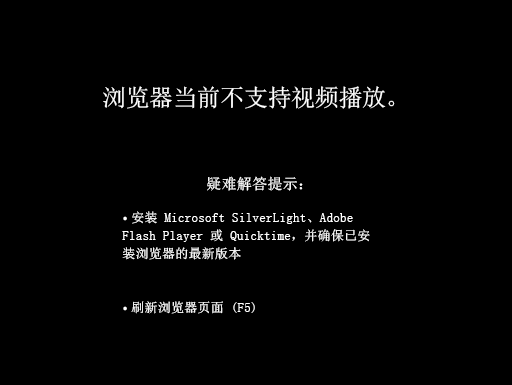 浏览器当前不支持视频播放。
疑难解答提示：
• 安装 Microsoft SilverLight、Adobe
Flash Player 或 Quicktime，并确保已安
装浏览器的最新版本
• 刷新浏览器页面 (F5)